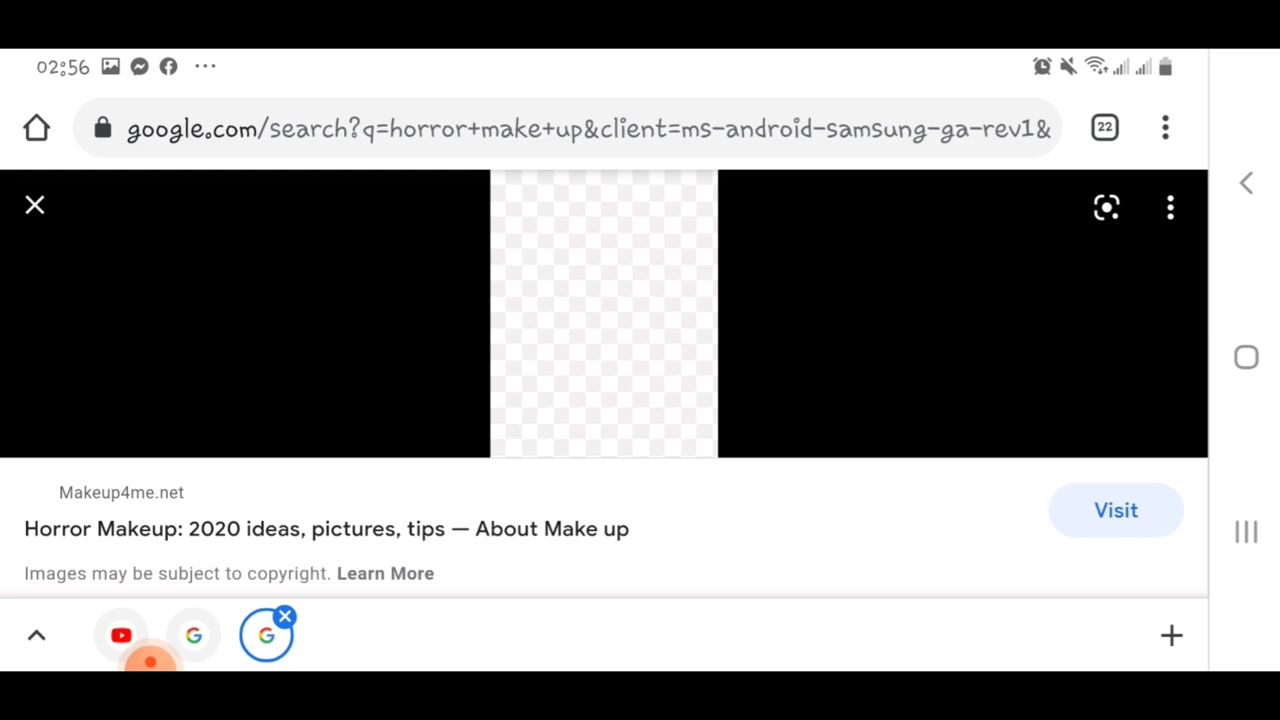 02:56
google.com/search?q=horror+make+up&client=ms-android-samsung-ga-rev1&
22
Makeup4me.net
Horror Makeup: 2020 ideas, pictures, tips — About Make up
Visit
Images may be subject to copyright. Learn More